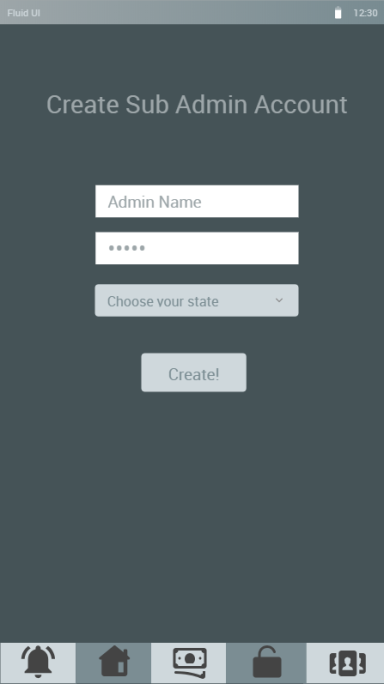 Fluid UI
12:30
Create Sub Admin Account
Admin Name
•••••
Choose your state
Create!